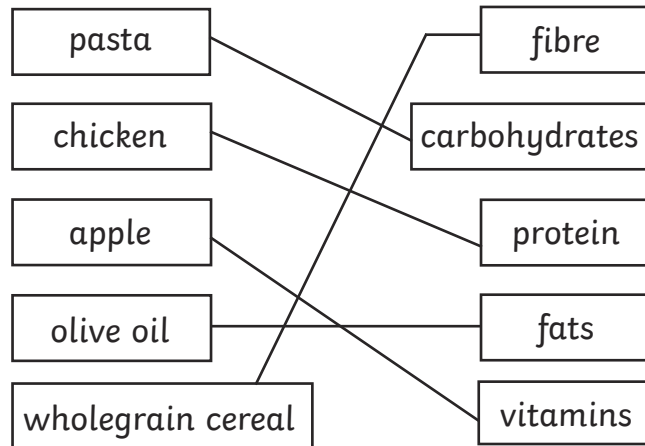 pasta
fibre
chicken
carbohydrates
apple
protein
olive oil
fats
wholegrain cereal
vitamins